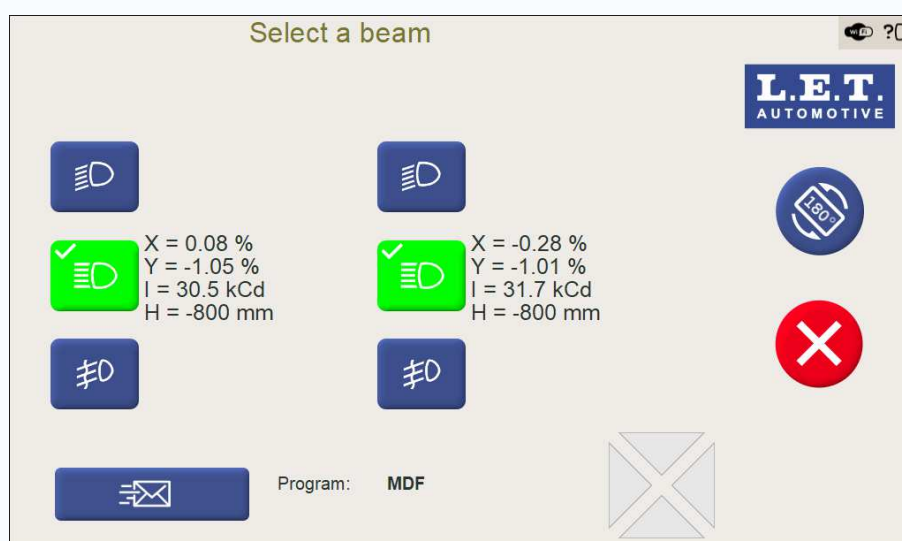 Select a beam
WiFi ?
L.E.T.
AUTOMOTIVE
180°
X = 0.08 %
Y = -1.05 %
I = 30.5 kCd
H = -800 mm
X = -0.28 %
Y = -1.01 %
I = 31.7 kCd
H = -800 mm
Program: MDF